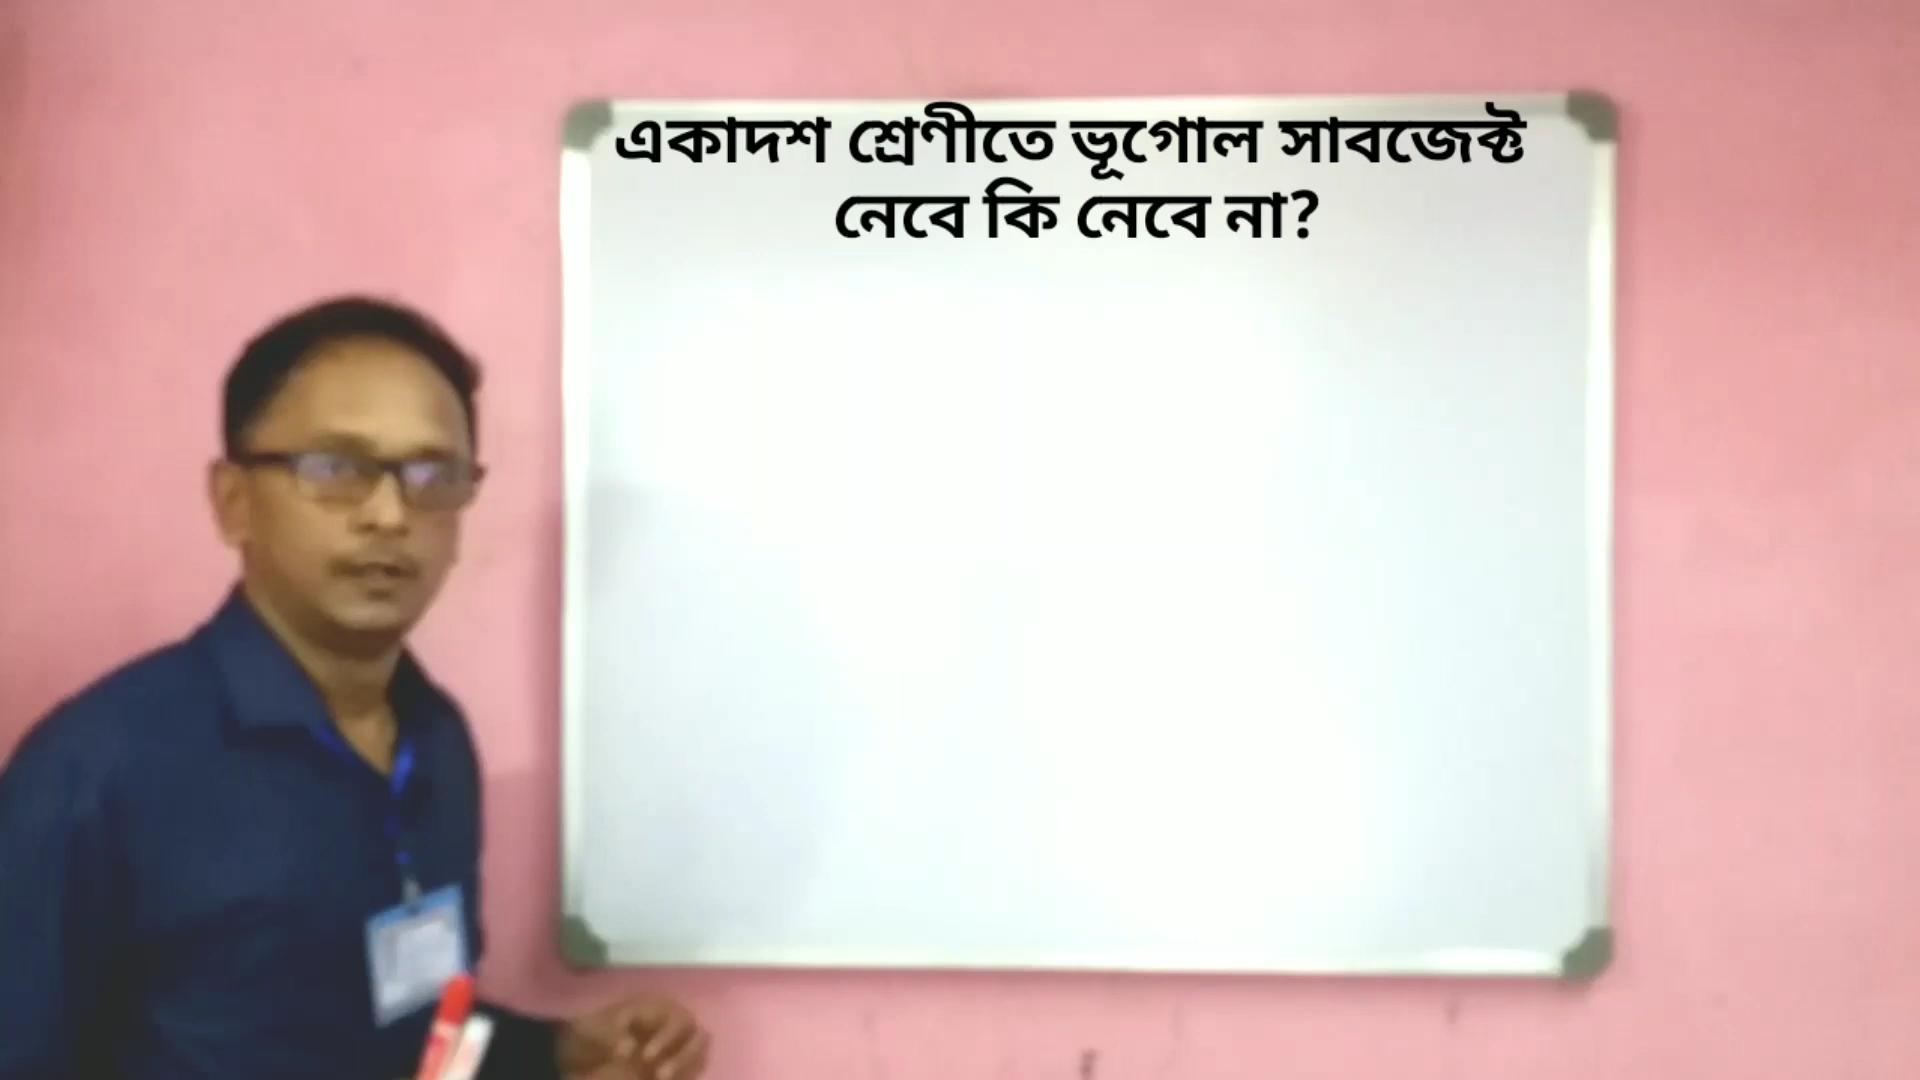 একাদশ শ্রেণীতে ভূগোল সাবজেক্ট
নেবে কি নেবে না?